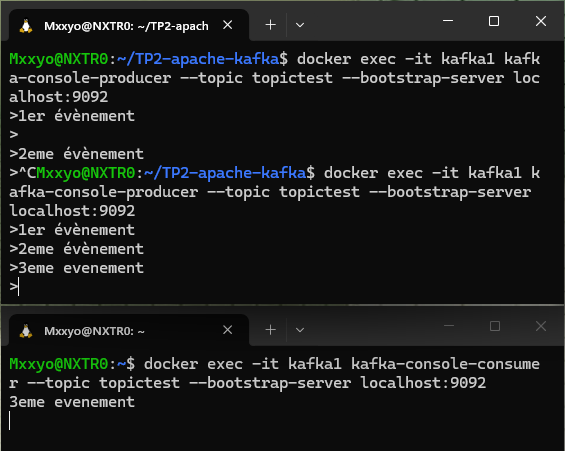 Mxxyo@NXTR0: ~/TP2-apach
Mxxyo@NXTR0:~/TP2-apache-kafka$ docker exec -it kafka1 kafk
a-console-producer --topic topictest --bootstrap-server loc
alhost:9092
>1er évènement
>
>2eme évènement
>^CMxxyo@NXTR0:~/TP2-apache-kafka$ docker exec -it kafka1 k
afka-console-producer --topic topictest --bootstrap-server
localhost:9092
>1er évènement
>2eme évènement
>3eme evenement
>
Mxxyo@NXTR0: ~
Mxxyo@NXTR0:~$ docker exec -it kafka1 kafka-console-consume
r --topic topictest --bootstrap-server localhost:9092
3eme evenement